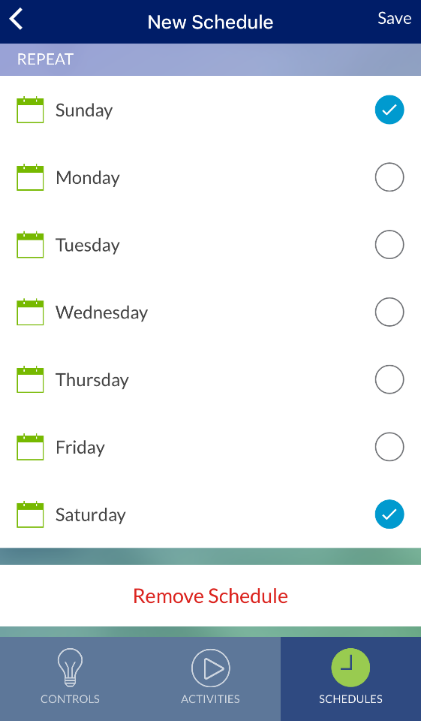 New Schedule
Save
REPEAT
Sunday
Monday
Tuesday
Wednesday
Thursday
Friday
Saturday
Remove Schedule
CONTROLS
ACTIVITIES
SCHEDULES